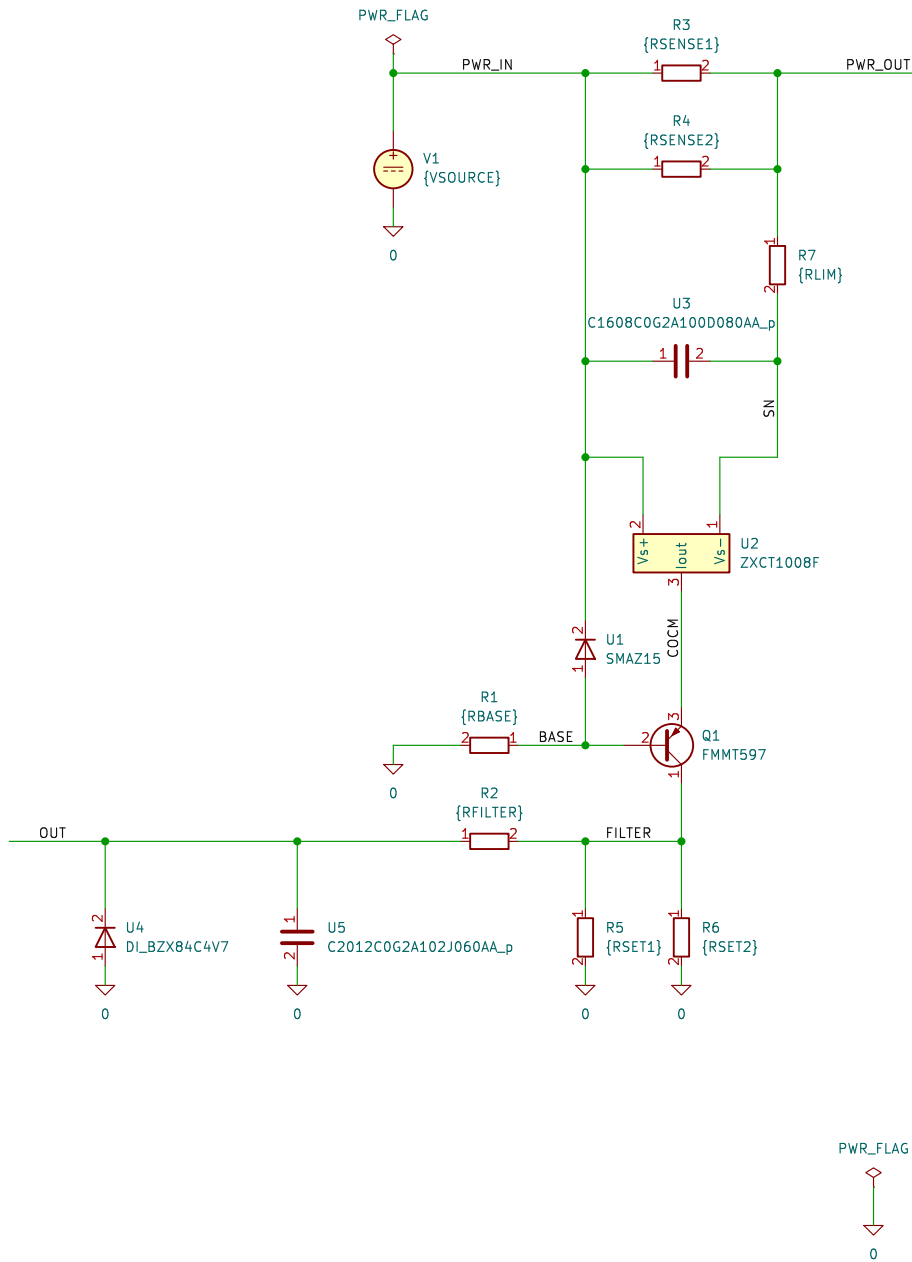 PWR_FLAG
R3
{RSENSE1}
PWR_IN
1
2
PWR_OUT
R4
{RSENSE2}
1
2
+
V1
{VSOURCE}
0
1
R7
{RLIM}
2
U3
C1608C0G2A100D080AA_p
1
2
SN
2
1
Vs+
Iout
Vs-
U2
ZXCT1008F
3
COCM
2
U1
SMAZ15
1
R1
{RBASE}
2
1
BASE
3
2
Q1
FMMT597
1
0
R2
{RFILTER}
OUT
1
2
FILTER
2
U4
DI_BZX84C4V7
1
0
1
U5
C2012C0G2A102J060AA_p
2
0
1
R5
{RSET1}
2
0
1
R6
{RSET2}
2
0
PWR_FLAG
0